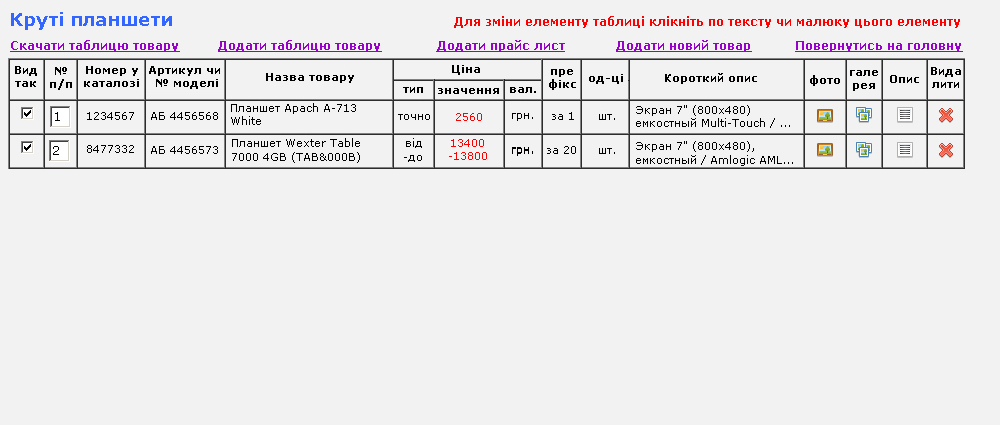 Круті планшети
Для зміни елементу таблиці клікніть по тексту чи малюку цього елементу
Скачати таблицю товару Додати таблицю товару Додати прайс лист Додати новий товар Повернутись на головну
Вид так № п/п Номер у каталозі Артикул чи № моделі Назва товару Ціна пре фікс од-ці Короткий опис фото гале рея Опис Вида лити
тип значення вал.
1 1234567 АБ 4456568 Планшет Apach A-713 White точно 2560 грн. за 1 шт. Экран 7" (800x480) емкостный Multi-Touch / ...
2 8477332 АБ 4456573 Планшет Wexter Table 7000 4GB (TAB&000B) від -до 13400 -13800 грн. за 20 шт. Экран 7" (800x480), емкостный / Amlogic AML...